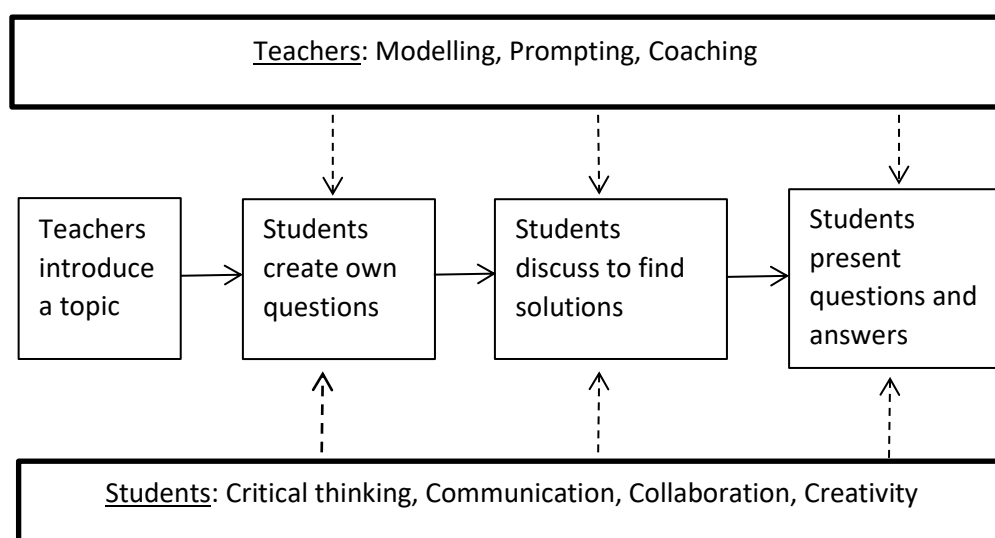 Teachers: Modelling, Prompting, Coaching
Teachers
introduce
a topic
Students
create own
questions
Students
discuss to find
solutions
Students
present
questions and
answers
Students: Critical thinking, Communication, Collaboration, Creativity